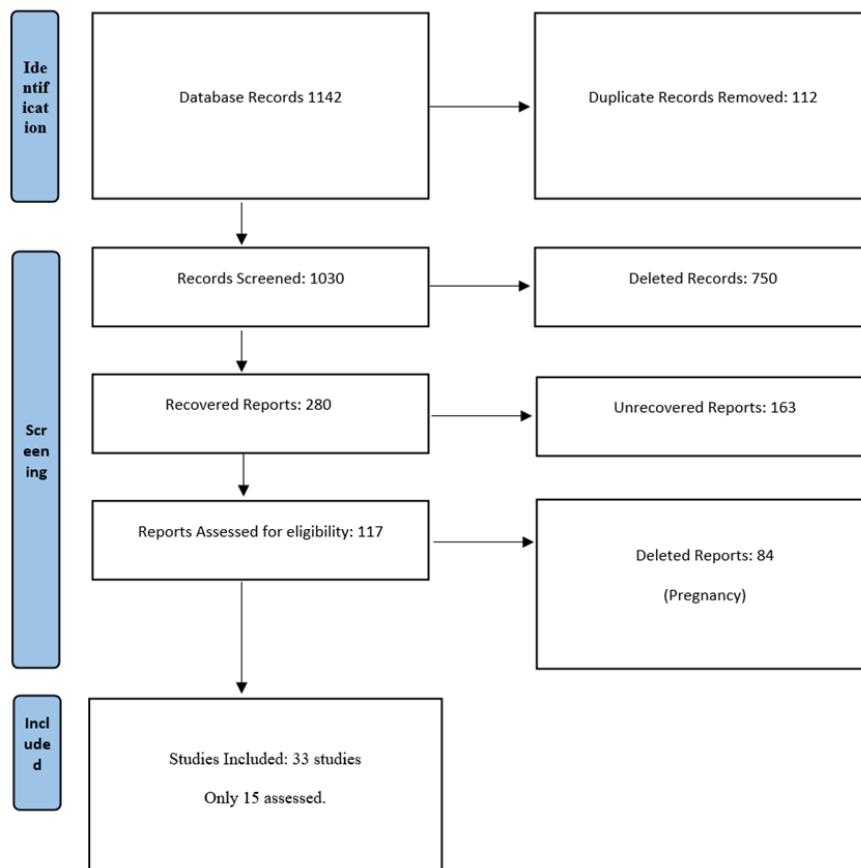 Ide
ntif
icat
ion
Database Records 1142
Duplicate Records Removed: 112
Scr
een
ing
Records Screened: 1030
Deleted Records: 750
Recovered Reports: 280
Unrecovered Reports: 163
Reports Assessed for eligibility: 117
Deleted Reports: 84
(Pregnancy)
Incl
ude
d
Studies Included: 33 studies
Only 15 assessed.